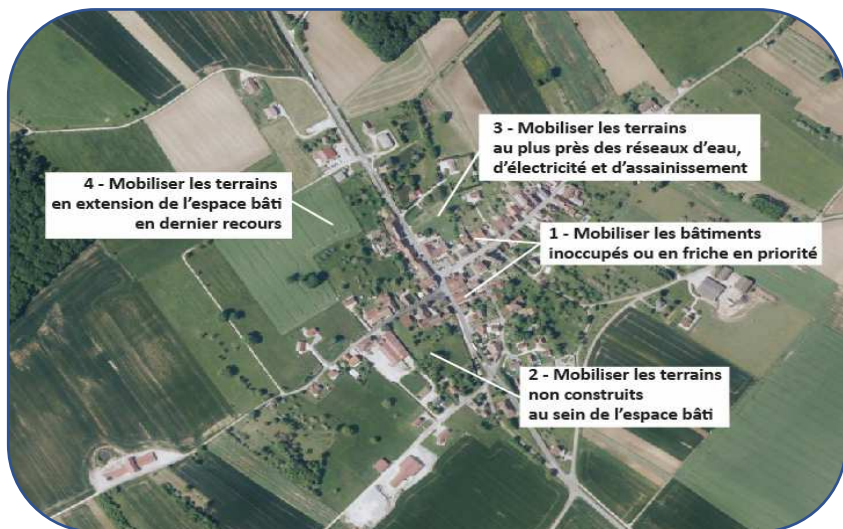 3 - Mobiliser les terrains
au plus près des réseaux d'eau,
d'électricité et d'assainissement
4 - Mobiliser les terrains
en extension de l'espace bâti
en dernier recours
1 - Mobiliser les bâtiments
inoccupés ou en friche en priorité
2 - Mobiliser les terrains
non construits
au sein de l'espace bâti